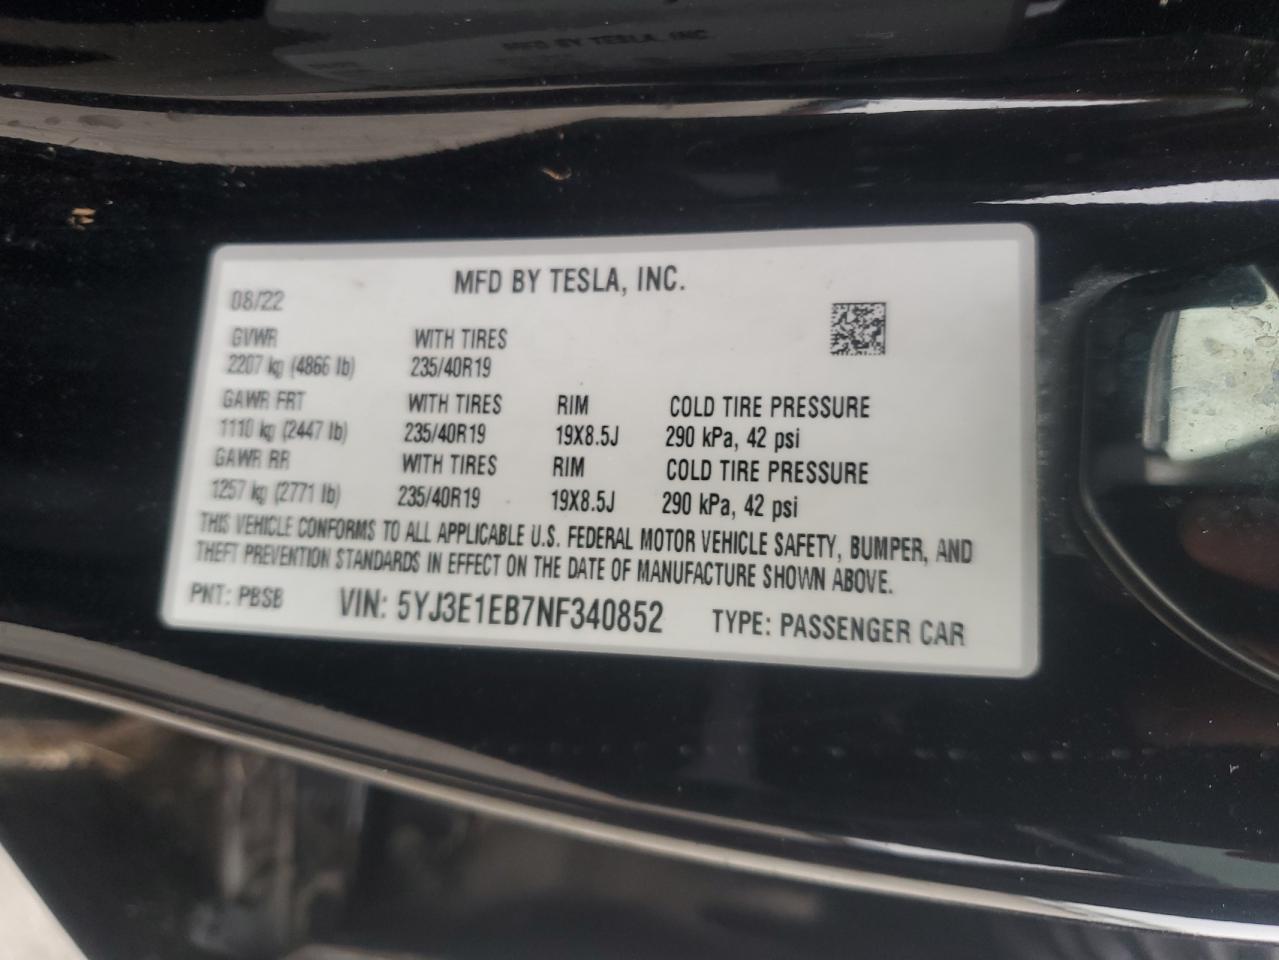 MFD BY TESLA, INC
MFD BY TESLA, INC.
08/22
GVWR WITH TIRES
2207 kg (4866 lb) 235/40R19
GAWR FRT WITH TIRES RIM COLD TIRE PRESSURE
1110 kg (2447 lb) 235/40R19 19X8.5J 290 kPa, 42 psi
GAWR RR WITH TIRES RIM COLD TIRE PRESSURE
1257 kg (2771 lb) 235/40R19 19X8.5J 290 kPa, 42 psi
THIS VEHICLE CONFORMS TO ALL APPLICABLE U.S. FEDERAL MOTOR VEHICLE SAFETY, BUMPER, AND
THEFT PREVENTION STANDARDS IN EFFECT ON THE DATE OF MANUFACTURE SHOWN ABOVE.
PNT: PBSB VIN: 5YJ3E1EB7NF340852 TYPE: PASSENGER CAR